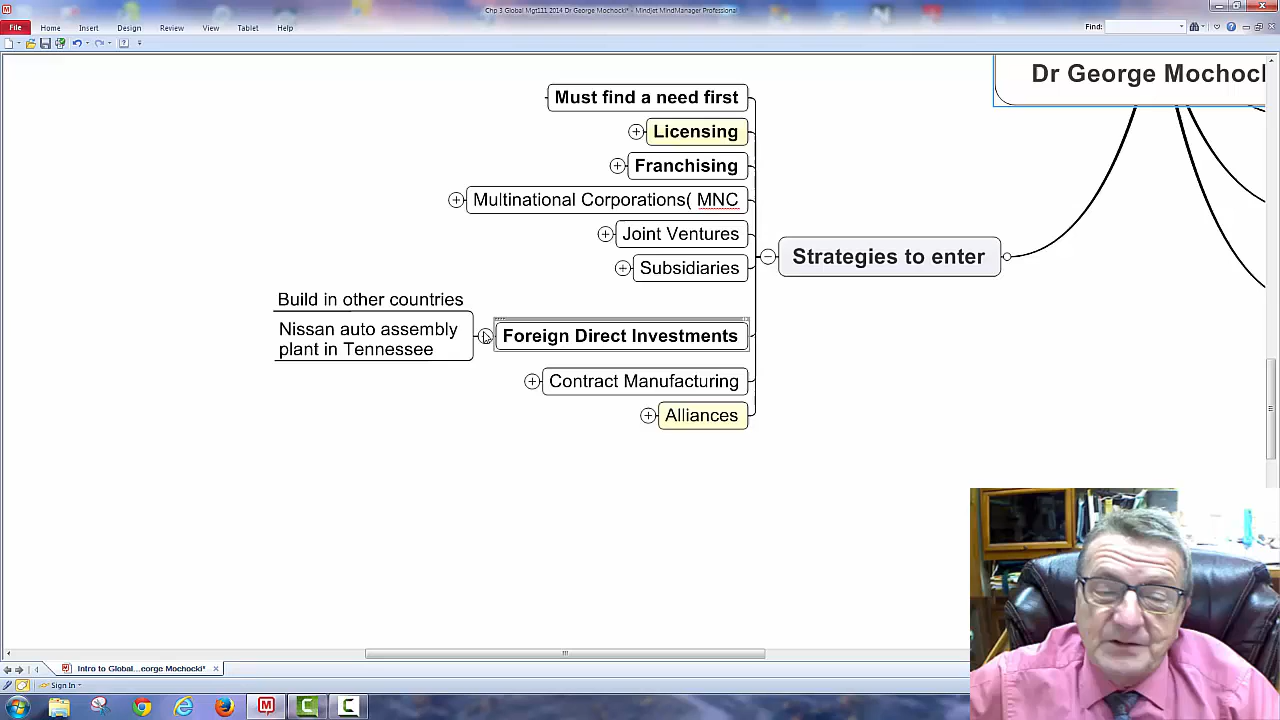 Chp 3 Global Mgt111 2014 Dr George Mochocki* - Mindjet MindManager Professional
File Home Insert Design Review View Tablet Help Find:
Dr George Mochocl
Must find a need first
Licensing
Franchising
Multinational Corporations( MNC
Joint Ventures
Strategies to enter
Subsidiaries
Build in other countries
Nissan auto assembly
plant in Tennessee
Foreign Direct Investments
Contract Manufacturing
Alliances
Intro to Global...eorge Mochocki*
Sign In